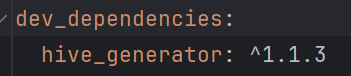 dev_dependencies:
  hive_generator: ^1.1.3